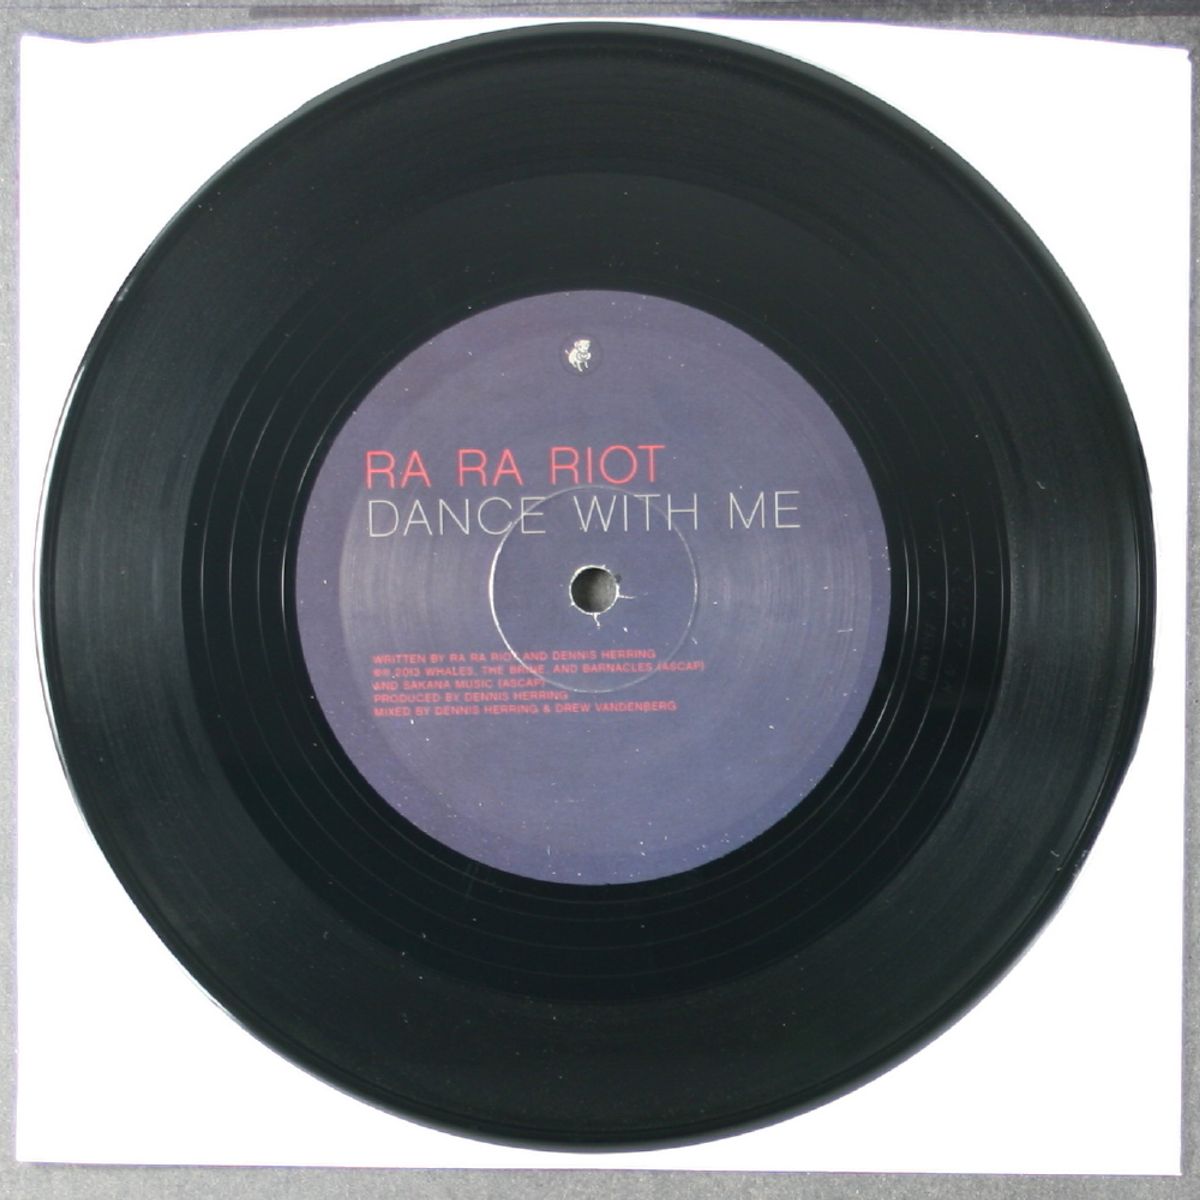 RA RA RIOT
DANCE WITH ME
WRITTEN BY RA RA RIOT AND DENNIS HERRING
©℗ 2013 WHALES, THE BRINE, AND BARNACLES (ASCAP)
AND SAKANA MUSIC (ASCAP)
PRODUCED BY DENNIS HERRING
MIXED BY DENNIS HERRING & DREW VANDENBERG